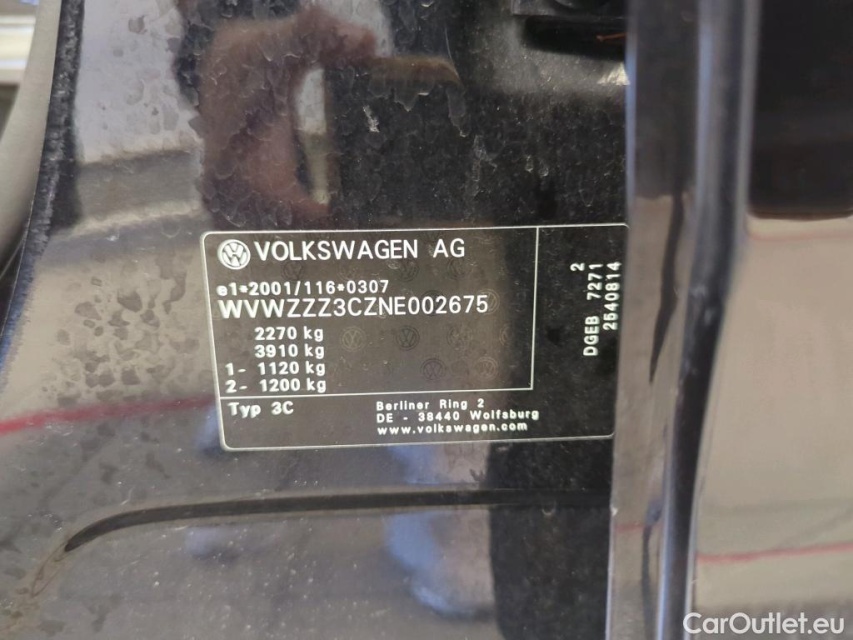 VOLKSWAGEN AG
e1*2001/116*0307
WVWZZZ3CZNE002675
2270 kg
3910 kg
1- 1120 kg
2- 1200 kg
Typ 3C
Berliner Ring 2
DE - 38440 Wolfsburg
www.volkswagen.com
2
DGEB 7271
2540814
CarOutlet.eu